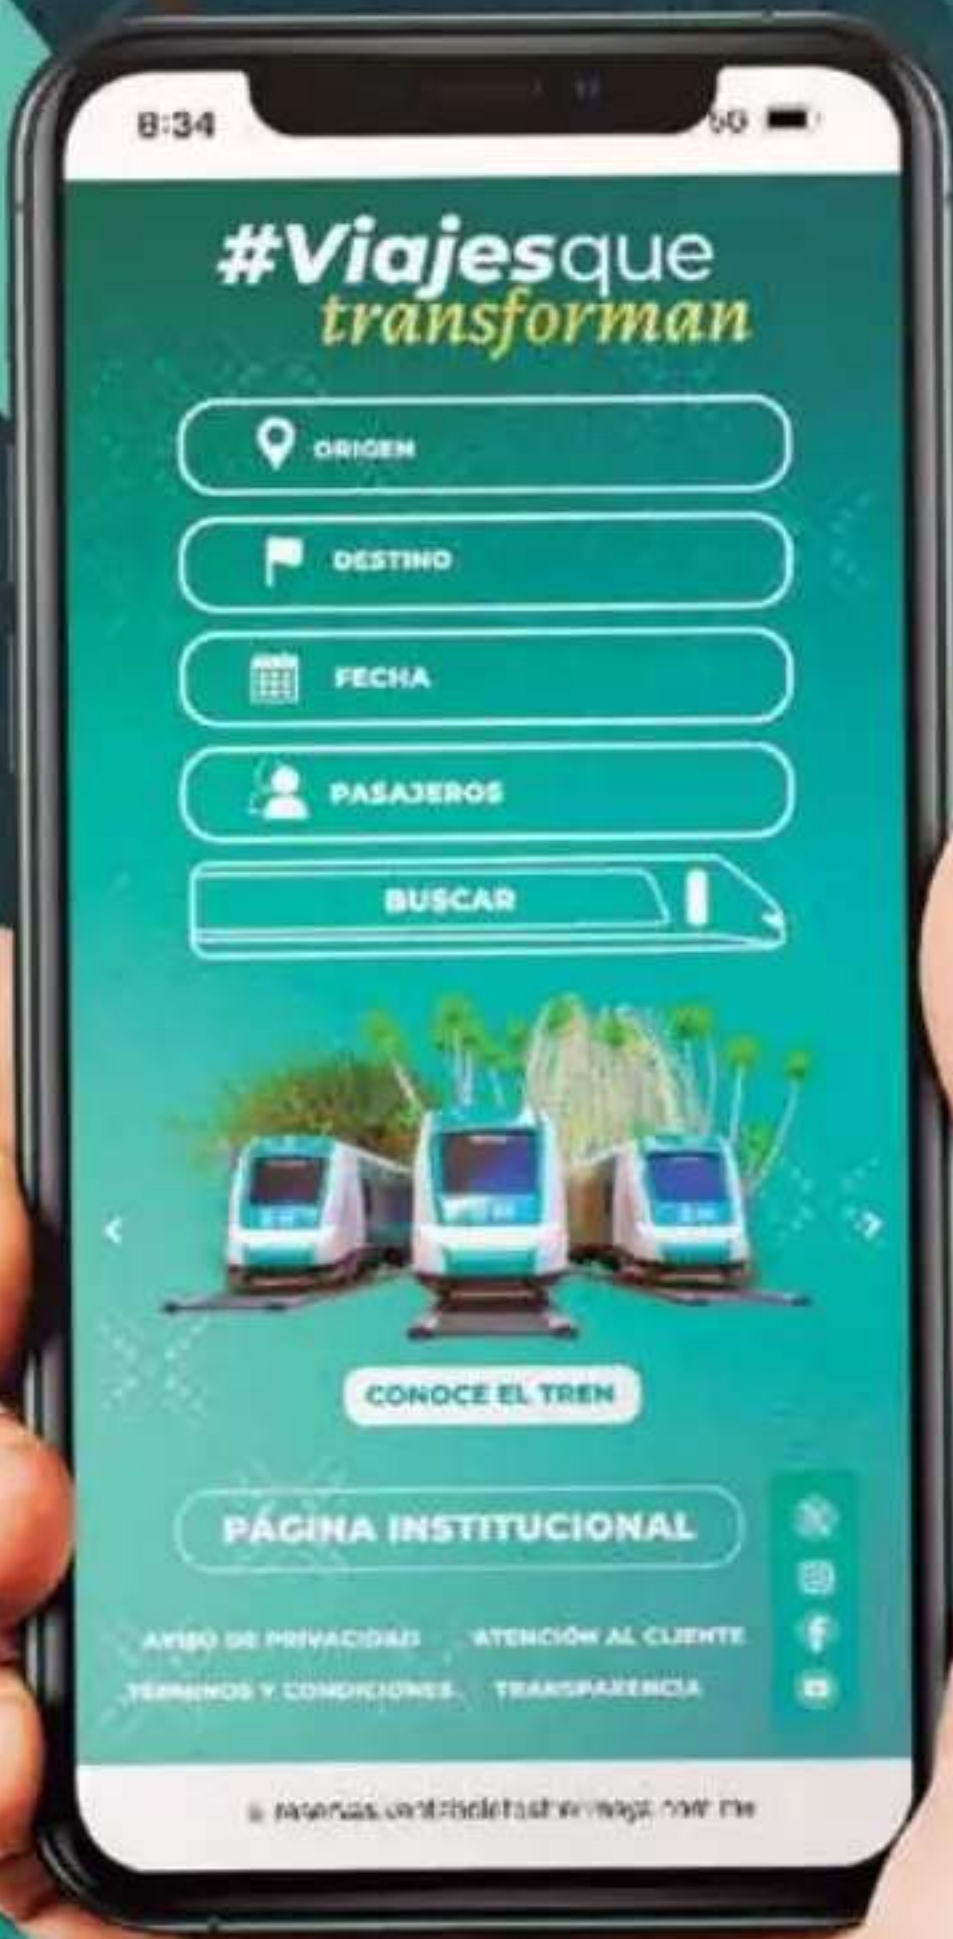 8:34
5G
#Viajesque
transforman
ORIGEN
DESTINO
FECHA
PASAJEROS
BUSCAR
CONOCE EL TREN
PÁGINA INSTITUCIONAL
AVISO DE PRIVACIDAD ATENCIÓN AL CLIENTE
TÉRMINOS Y CONDICIONES TRANSPARENCIA